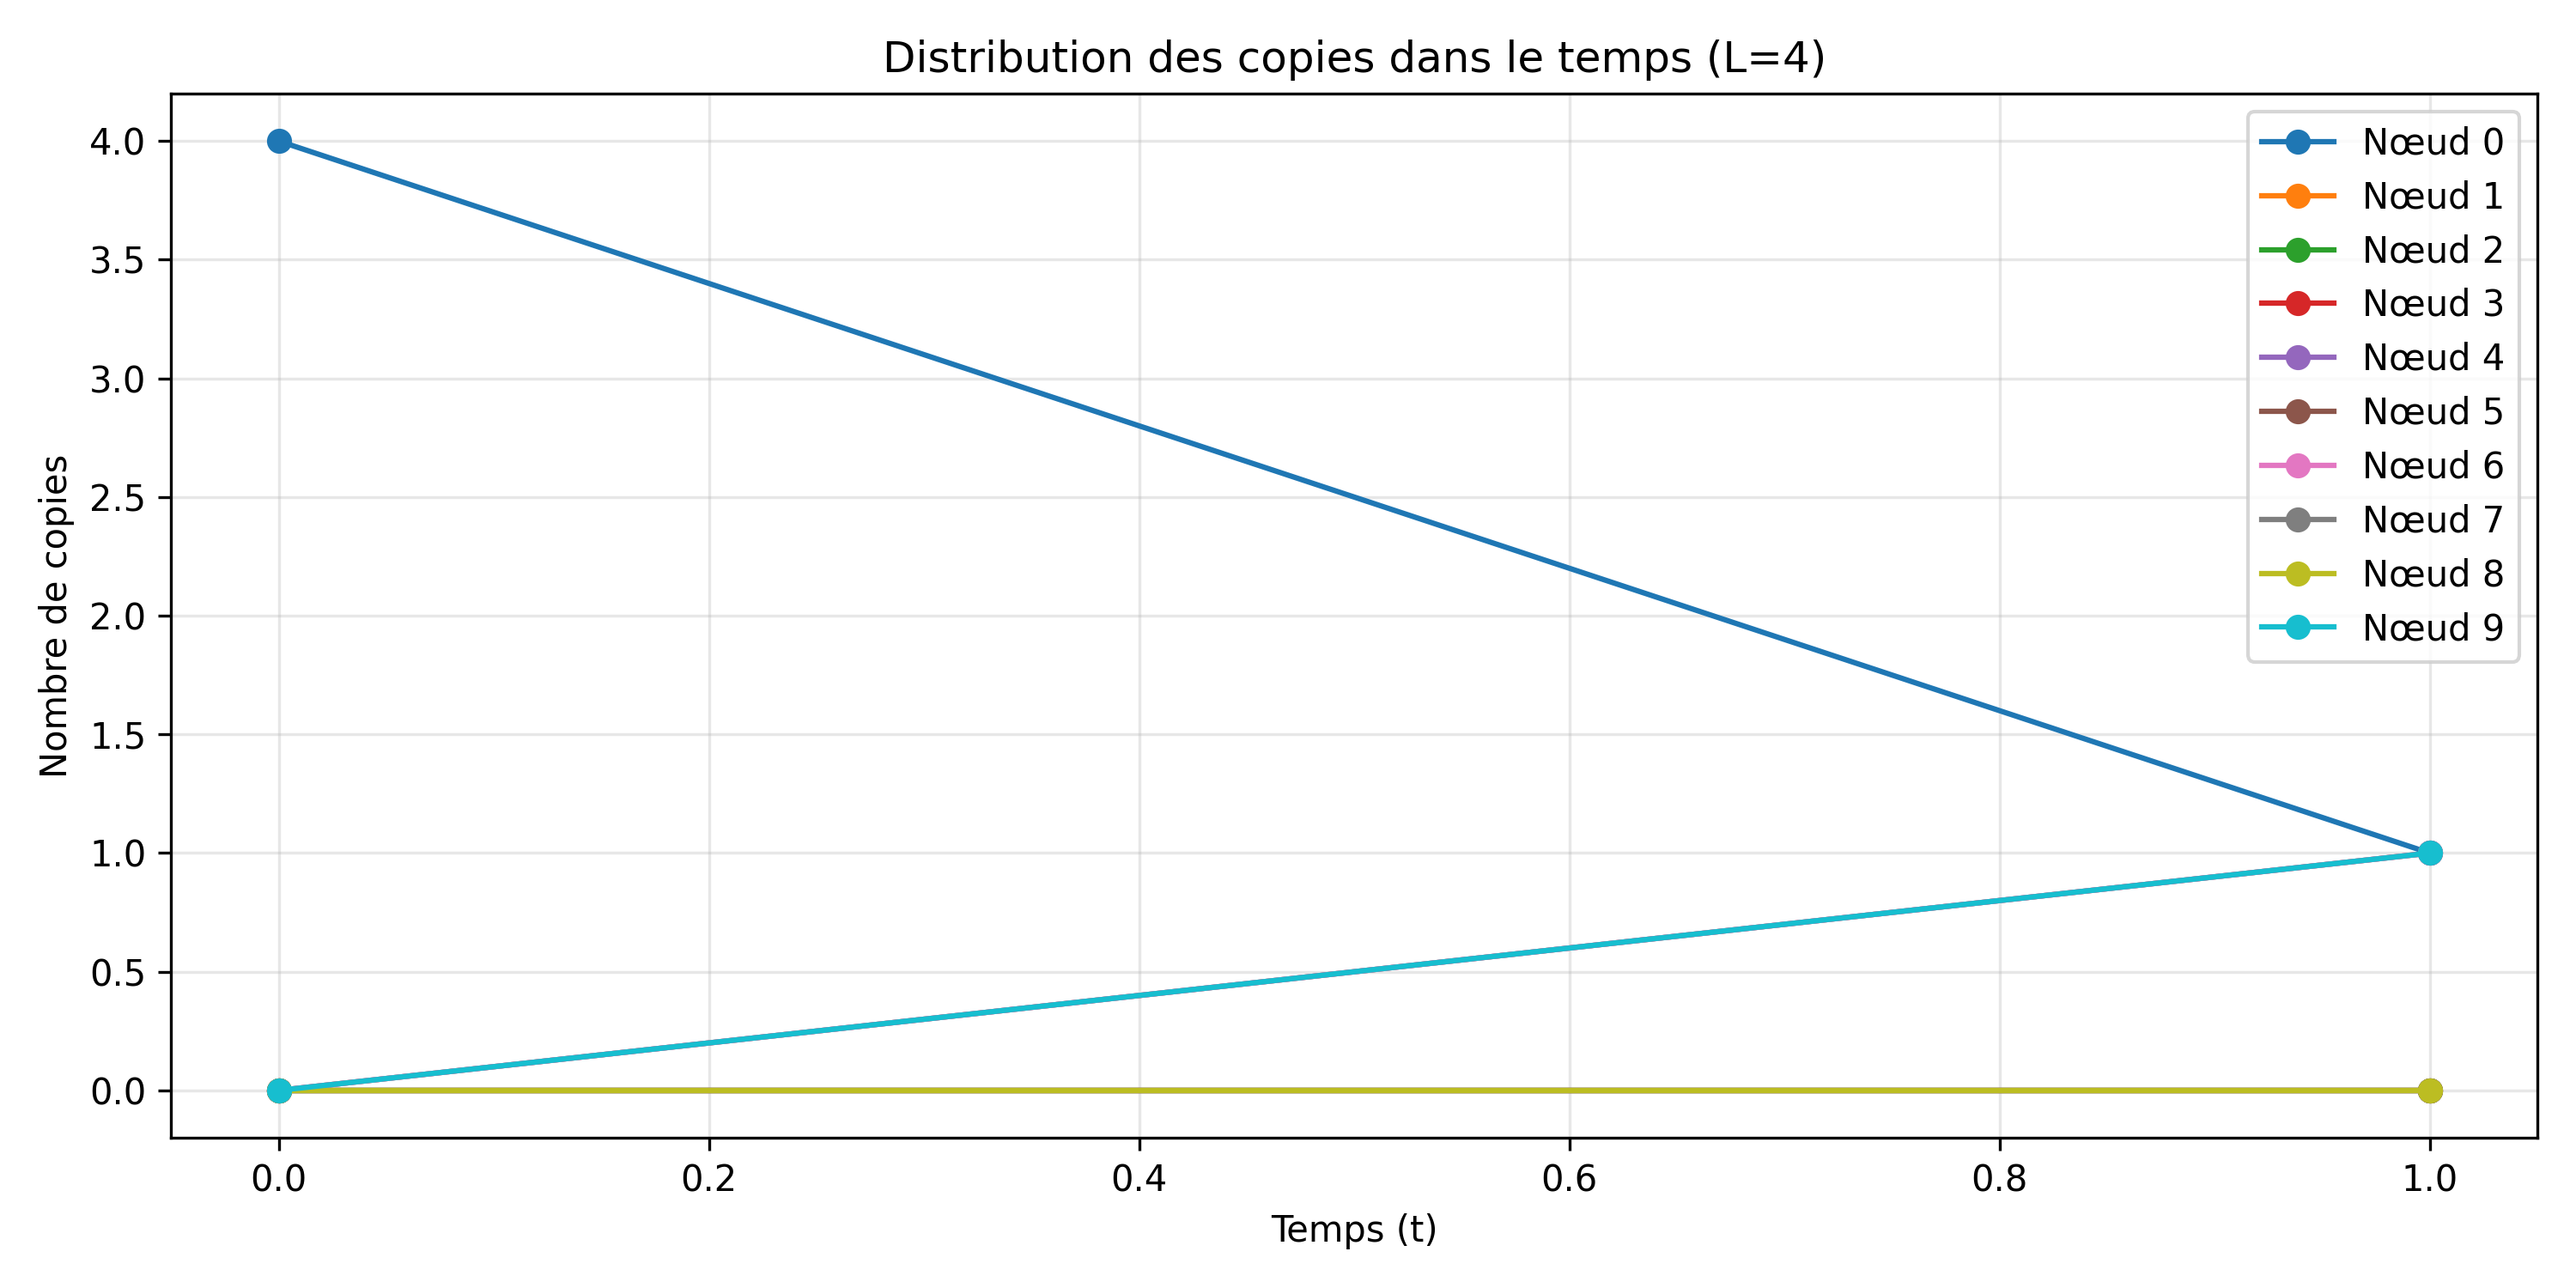 Distribution des copies dans le temps (L=4)
Nombre de copies
4.0
3.5
3.0
2.5
2.0
1.5
1.0
0.5
0.0
Nœud 0
Nœud 1
Nœud 2
Nœud 3
Nœud 4
Nœud 5
Nœud 6
Nœud 7
Nœud 8
Nœud 9
0.0 0.2 0.4 0.6 0.8 1.0
Temps (t)